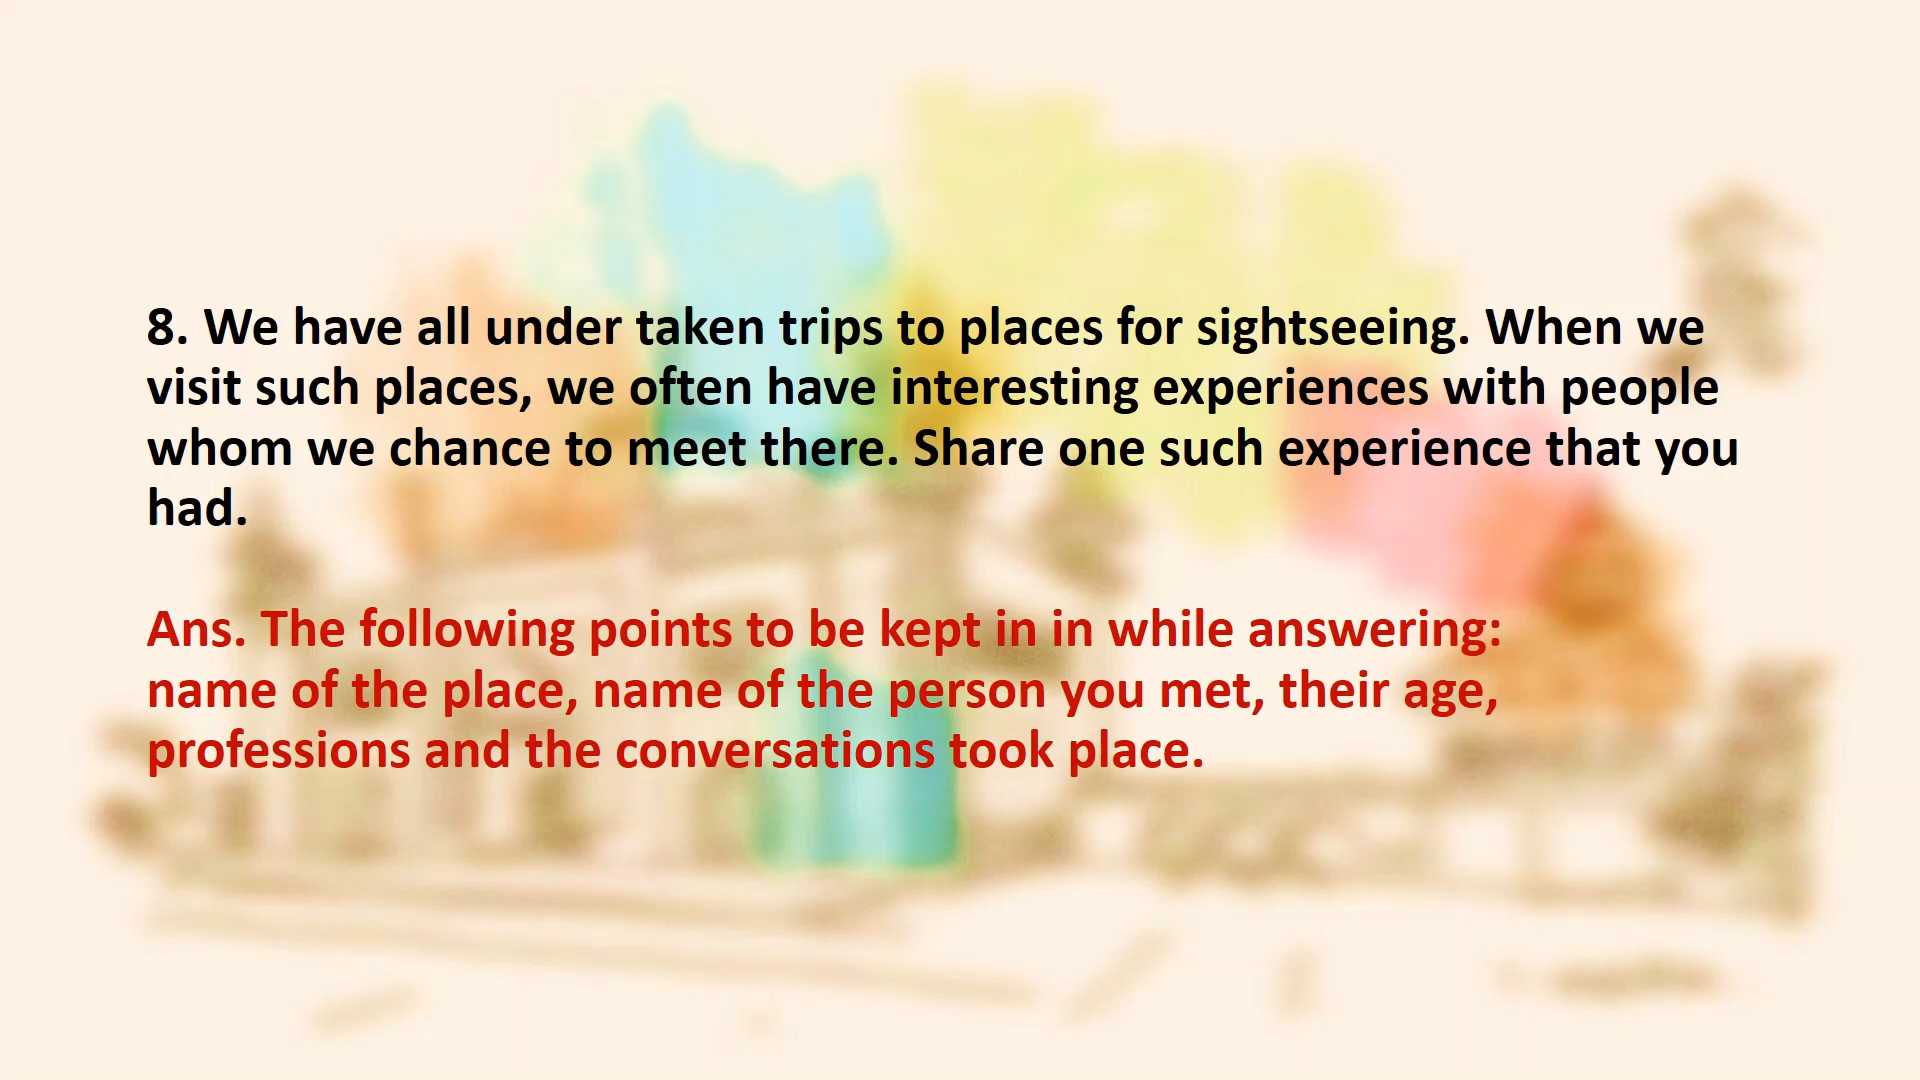 8. We have all under taken trips to places for sightseeing. When we
visit such places, we often have interesting experiences with people
whom we chance to meet there. Share one such experience that you
had.
Ans. The following points to be kept in in while answering:
name of the place, name of the person you met, their age,
professions and the conversations took place.